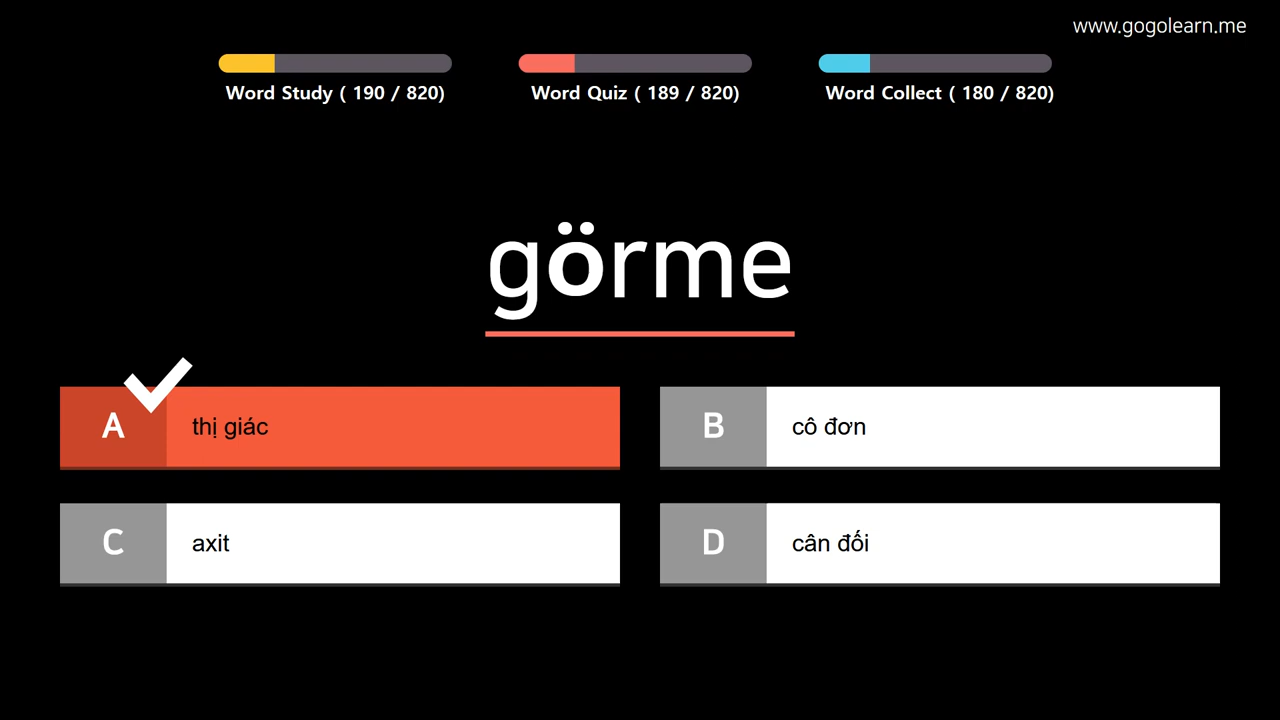 www.gogolearn.me
Word Study ( 190 / 820)
Word Quiz ( 189 / 820)
Word Collect ( 180 / 820)
görme
A thị giác
B cô đơn
C axit
D cân đối